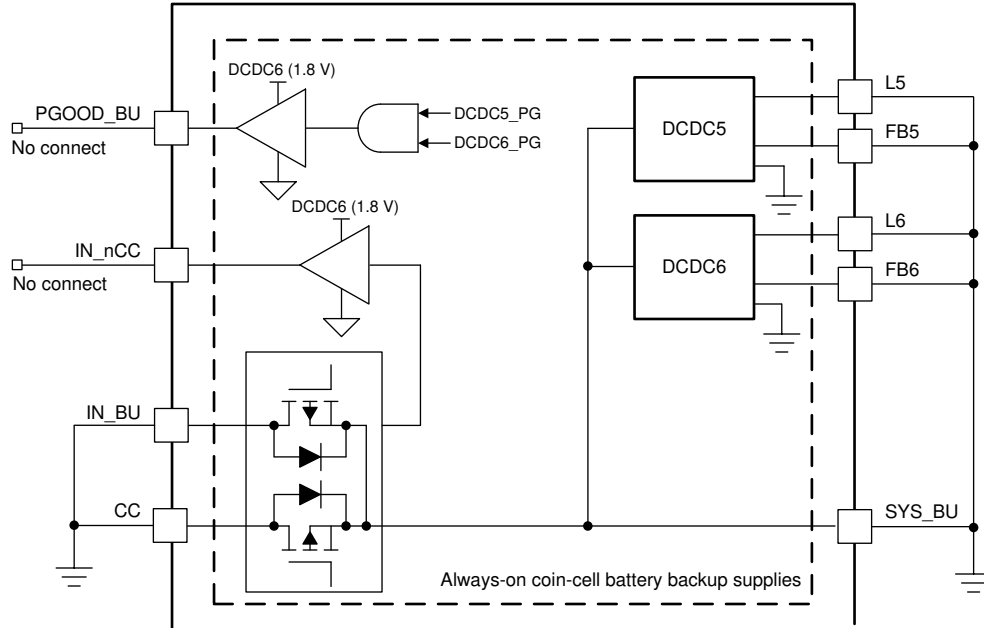 DCDC6 (1.8 V)
PGOOD_BU
No connect
DCDC5_PG
DCDC6_PG
DCDC5
L5
FB5
DCDC6 (1.8 V)
IN_nCC
No connect
DCDC6
L6
FB6
IN_BU
CC
SYS_BU
Always-on coin-cell battery backup supplies